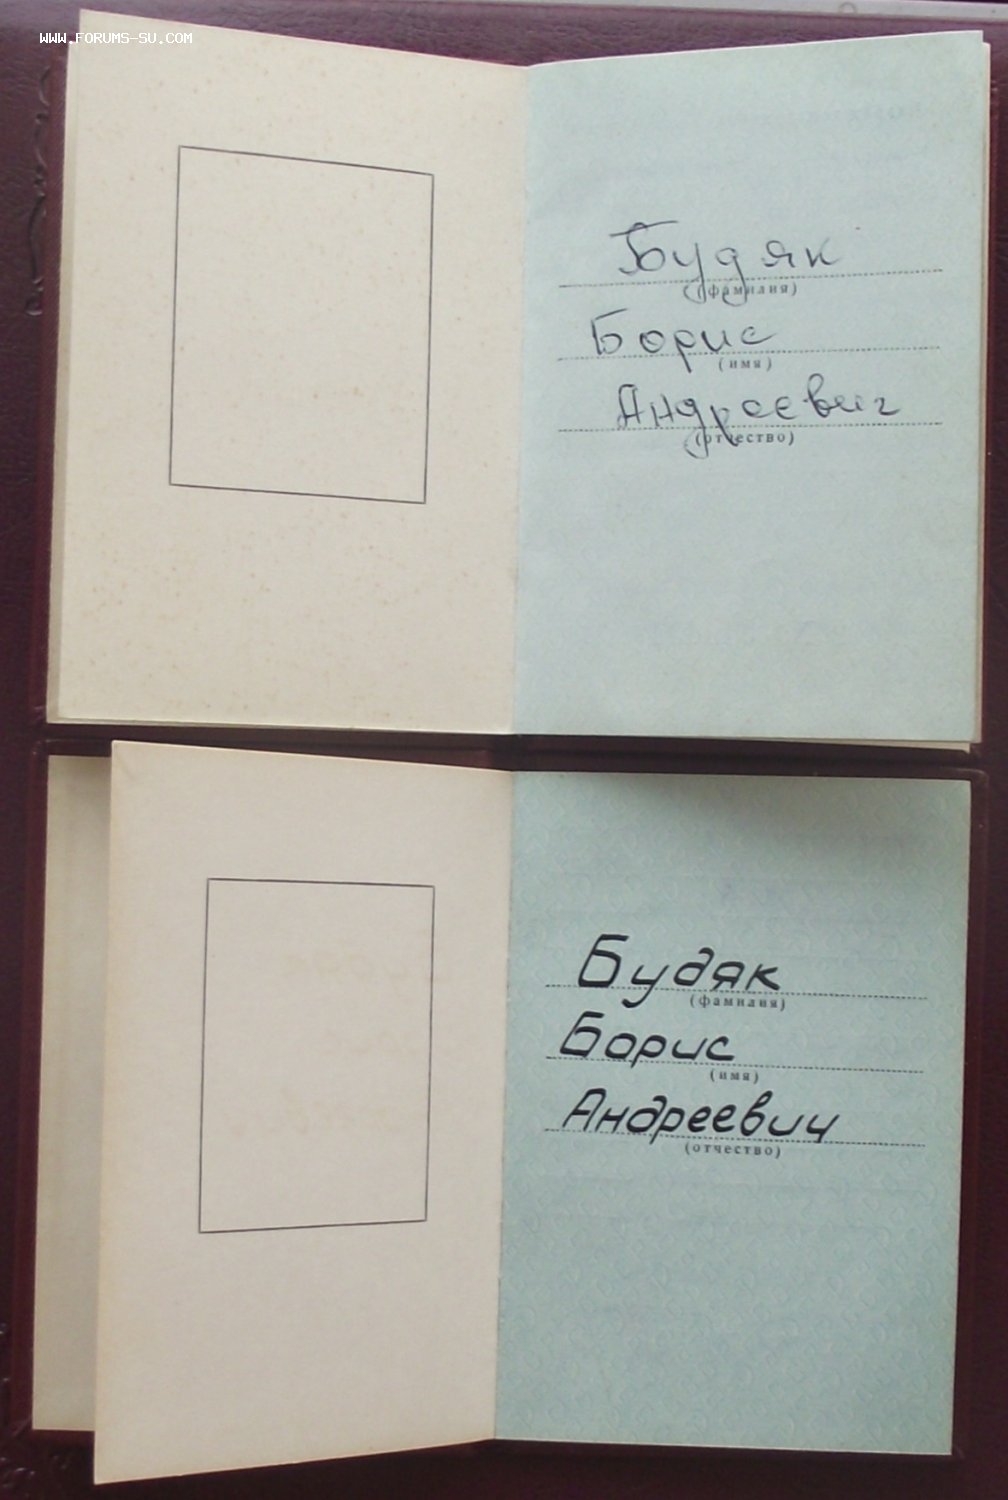 WWW.FORUMS-SU.COM
Будяк
(фамилия)
Борис
(имя)
Андреевич
(отчество)
Будяк
(фамилия)
Борис
(имя)
Андреевич
(отчество)